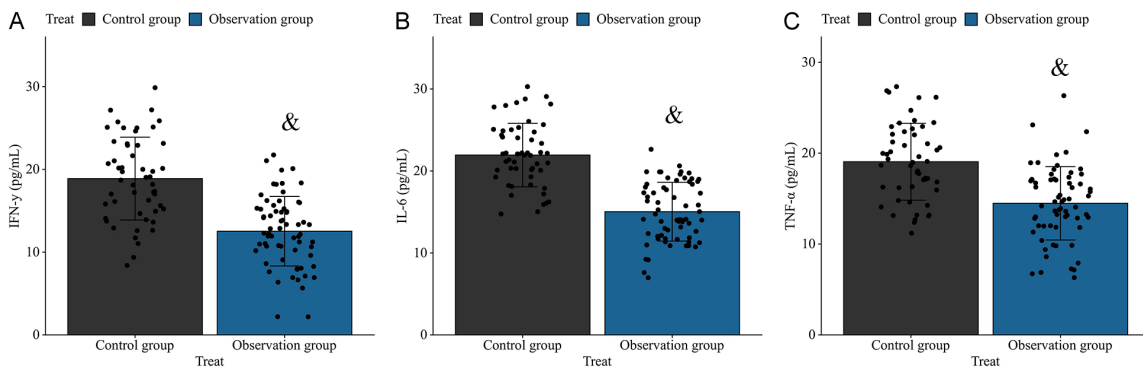 A
Treat Control group Observation group
&
IFN-y (pg/mL)
30
20
10
0
Control group Observation group
Treat
B
Treat Control group Observation group
&
IL-6 (pg/mL)
30
20
10
0
Control group Observation group
Treat
C
Treat Control group Observation group
&
TNF-α (pg/mL)
30
20
10
0
Control group Observation group
Treat